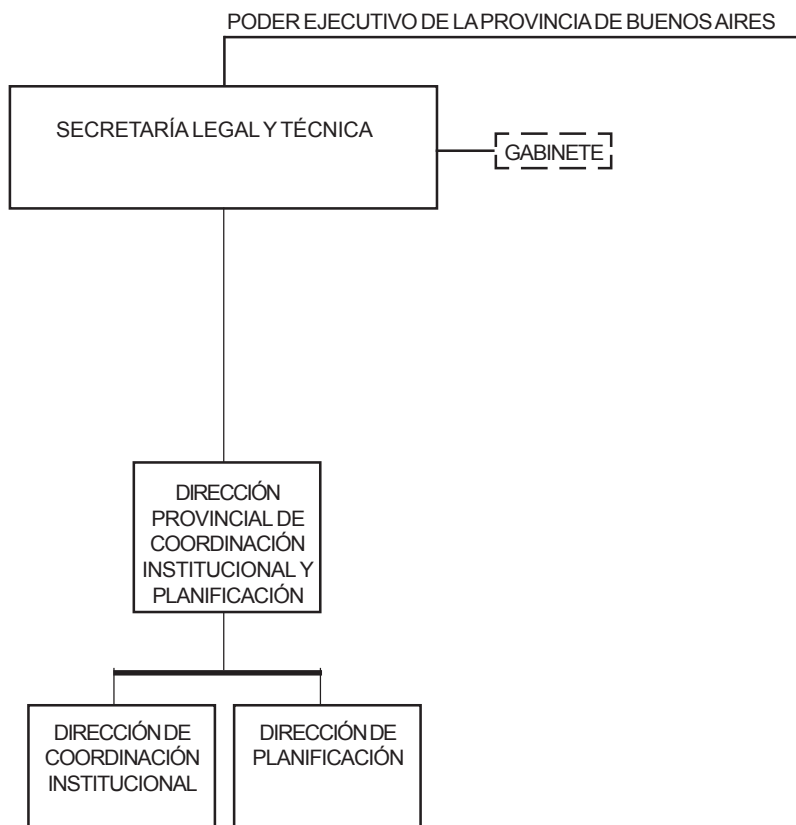 PODER EJECUTIVO DE LA PROVINCIA DE BUENOS AIRES
SECRETARÍA LEGAL Y TÉCNICA
GABINETE
DIRECCIÓN
PROVINCIAL DE
COORDINACIÓN
INSTITUCIONAL Y
PLANIFICACIÓN
DIRECCIÓN DE
COORDINACIÓN
INSTITUCIONAL
DIRECCIÓN DE
PLANIFICACIÓN